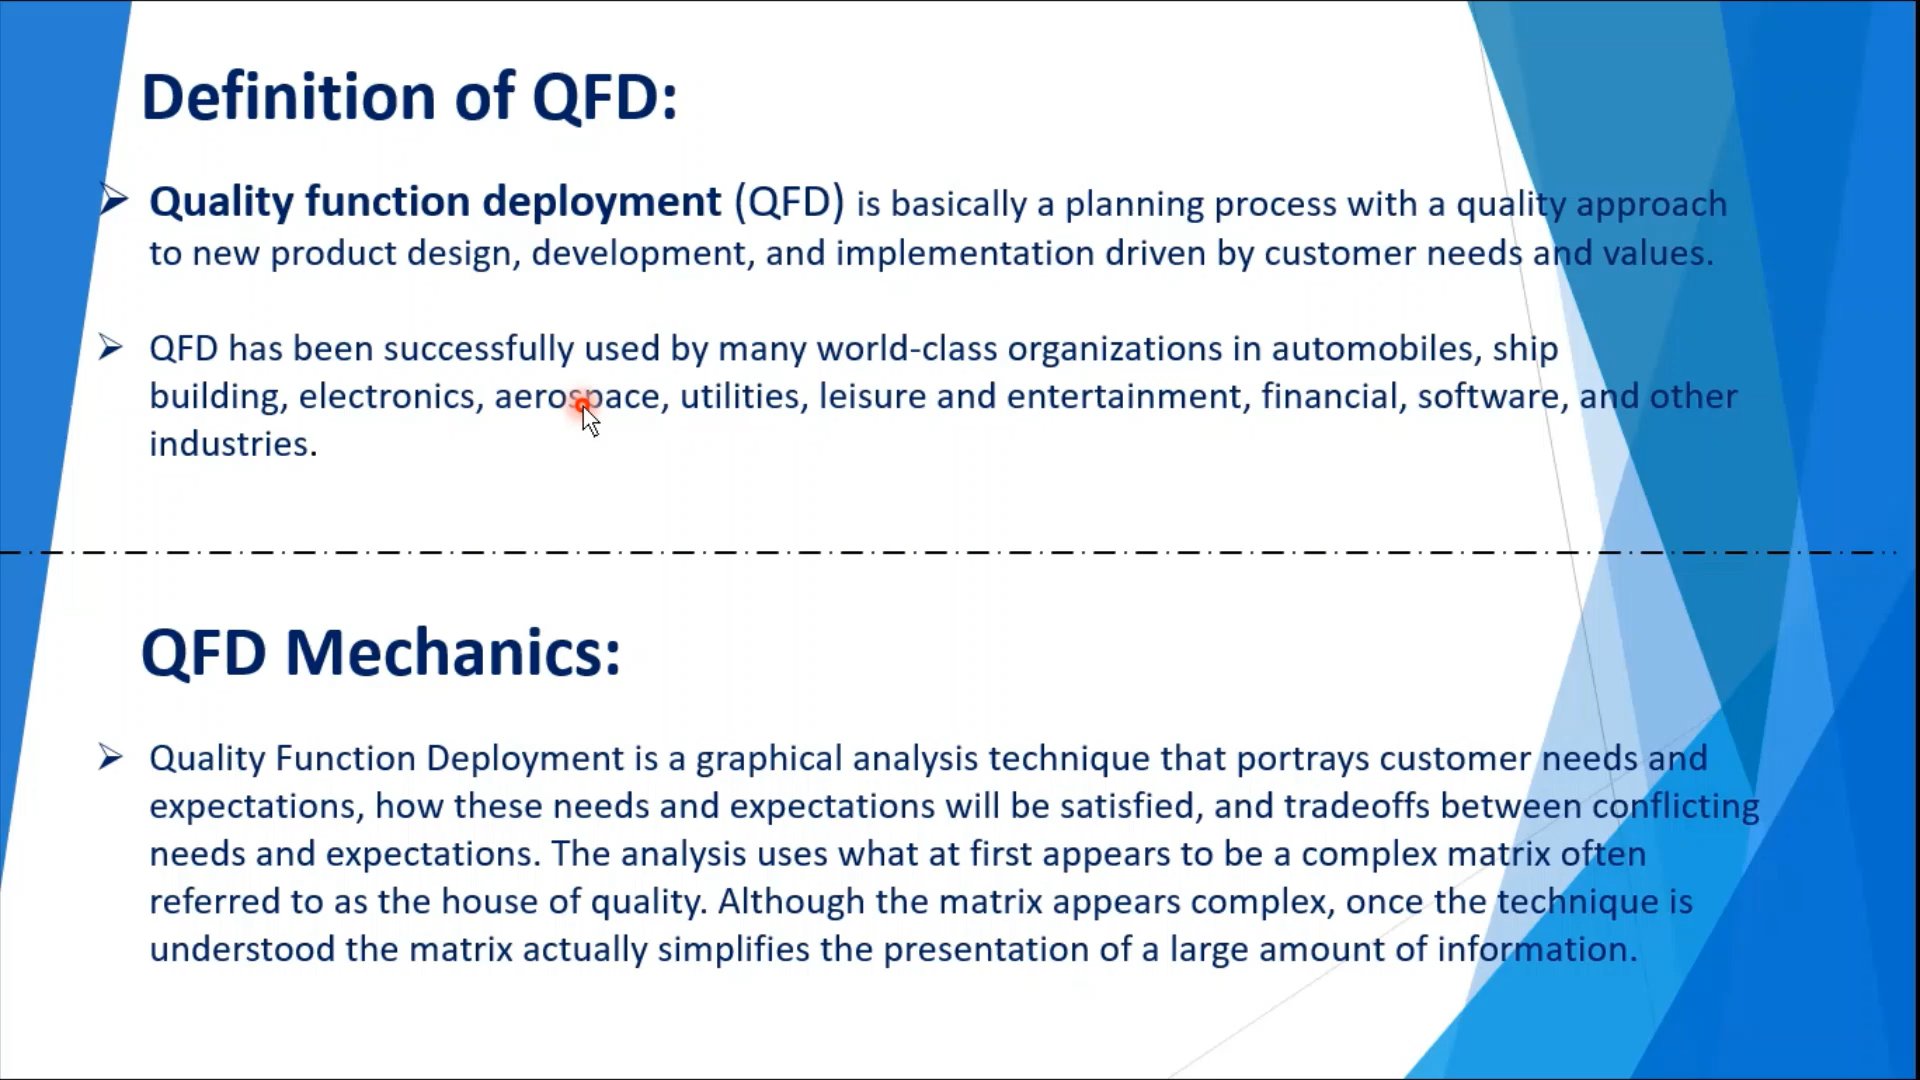 Definition of QFD:
Quality function deployment (QFD) is basically a planning process with a quality approach
to new product design, development, and implementation driven by customer needs and values.
QFD has been successfully used by many world-class organizations in automobiles, ship
building, electronics, aerospace, utilities, leisure and entertainment, financial, software, and other
industries.
QFD Mechanics:
Quality Function Deployment is a graphical analysis technique that portrays customer needs and
expectations, how these needs and expectations will be satisfied, and tradeoffs between conflicting
needs and expectations. The analysis uses what at first appears to be a complex matrix often
referred to as the house of quality. Although the matrix appears complex, once the technique is
understood the matrix actually simplifies the presentation of a large amount of information.